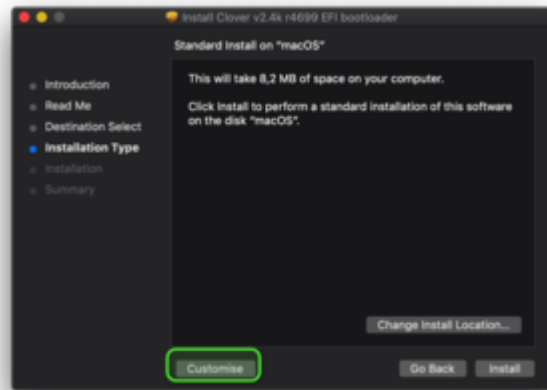 Install Clover v2.4k r4699 EFI bootloader
Standard Install on "macOS"
Introduction
Read Me
Destination Select
Installation Type
Installation
Summary
This will take 8,2 MB of space on your computer.
Click Install to perform a standard installation of this software
on the disk "macOS".
Change Install Location...
Customise
Go Back
Install